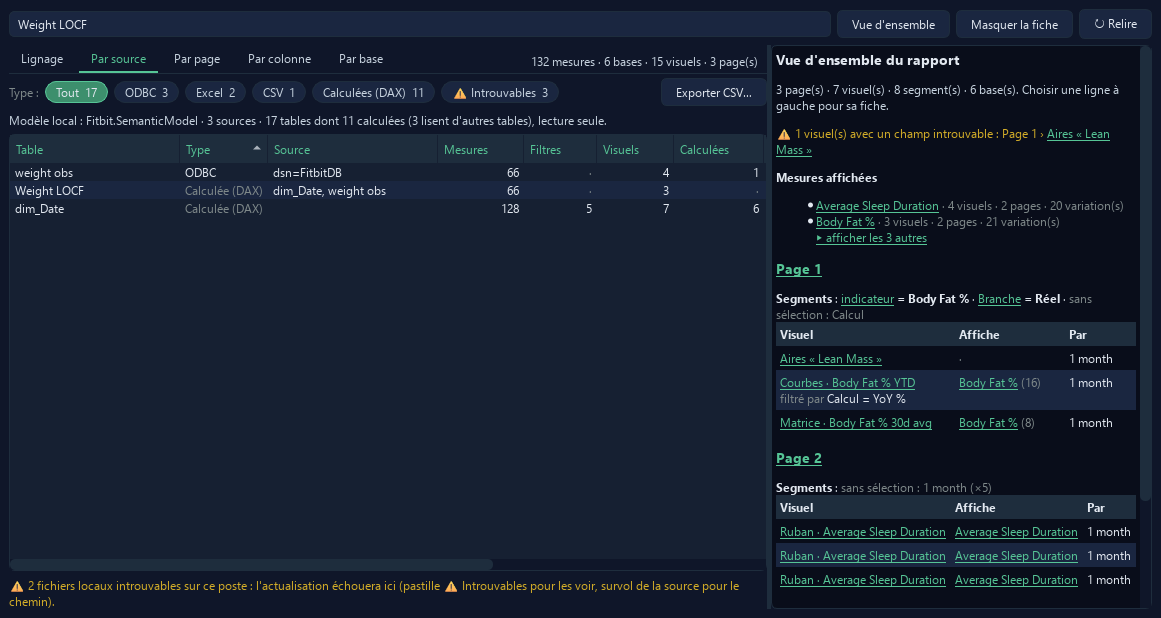 Weight LOCF
Vue d'ensemble
Masquer la fiche
↻ Relire
Lignage
Par source
Par page
Par colonne
Par base
132 mesures · 6 bases · 15 visuels · 3 page(s)
Type :
Tout 17
ODBC 3
Excel 2
CSV 1
Calculées (DAX) 11
⚠ Introuvables 3
Exporter CSV...
Modèle local : Fitbit.SemanticModel · 3 sources · 17 tables dont 11 calculées (3 lisent d'autres tables), lecture seule.
Table Type Source Mesures Filtres Visuels Calculées
weight obs ODBC dsn=FitbitDB 66 · 4 1
Weight LOCF Calculée (DAX) dim_Date, weight obs 66 · 3 ·
dim_Date Calculée (DAX) 128 5 7 6
⚠ 2 fichiers locaux introuvables sur ce poste : l'actualisation échouera ici (pastille ⚠ Introuvables pour les voir, survol de la source pour le
chemin).
Vue d'ensemble du rapport
3 page(s) · 7 visuel(s) · 8 segment(s) · 6 base(s). Choisir une ligne à
gauche pour sa fiche.
⚠ 1 visuel(s) avec un champ introuvable : Page 1 › Aires « Lean
Mass »
Mesures affichées
• Average Sleep Duration · 4 visuels · 2 pages · 20 variation(s)
• Body Fat % · 3 visuels · 2 pages · 21 variation(s)
‣ afficher les 3 autres
Page 1
Segments : indicateur = Body Fat % · Branche = Réel · sans
sélection : Calcul
Visuel Affiche Par
Aires « Lean Mass » · 1 month
Courbes · Body Fat % YTD Body Fat % (16) 1 month
filtré par Calcul = YoY %
Matrice · Body Fat % 30d avg Body Fat % (8) 1 month
Page 2
Segments : sans sélection : 1 month (×5)
Visuel Affiche Par
Ruban · Average Sleep Duration Average Sleep Duration 1 month
Ruban · Average Sleep Duration Average Sleep Duration 1 month
Ruban · Average Sleep Duration Average Sleep Duration 1 month